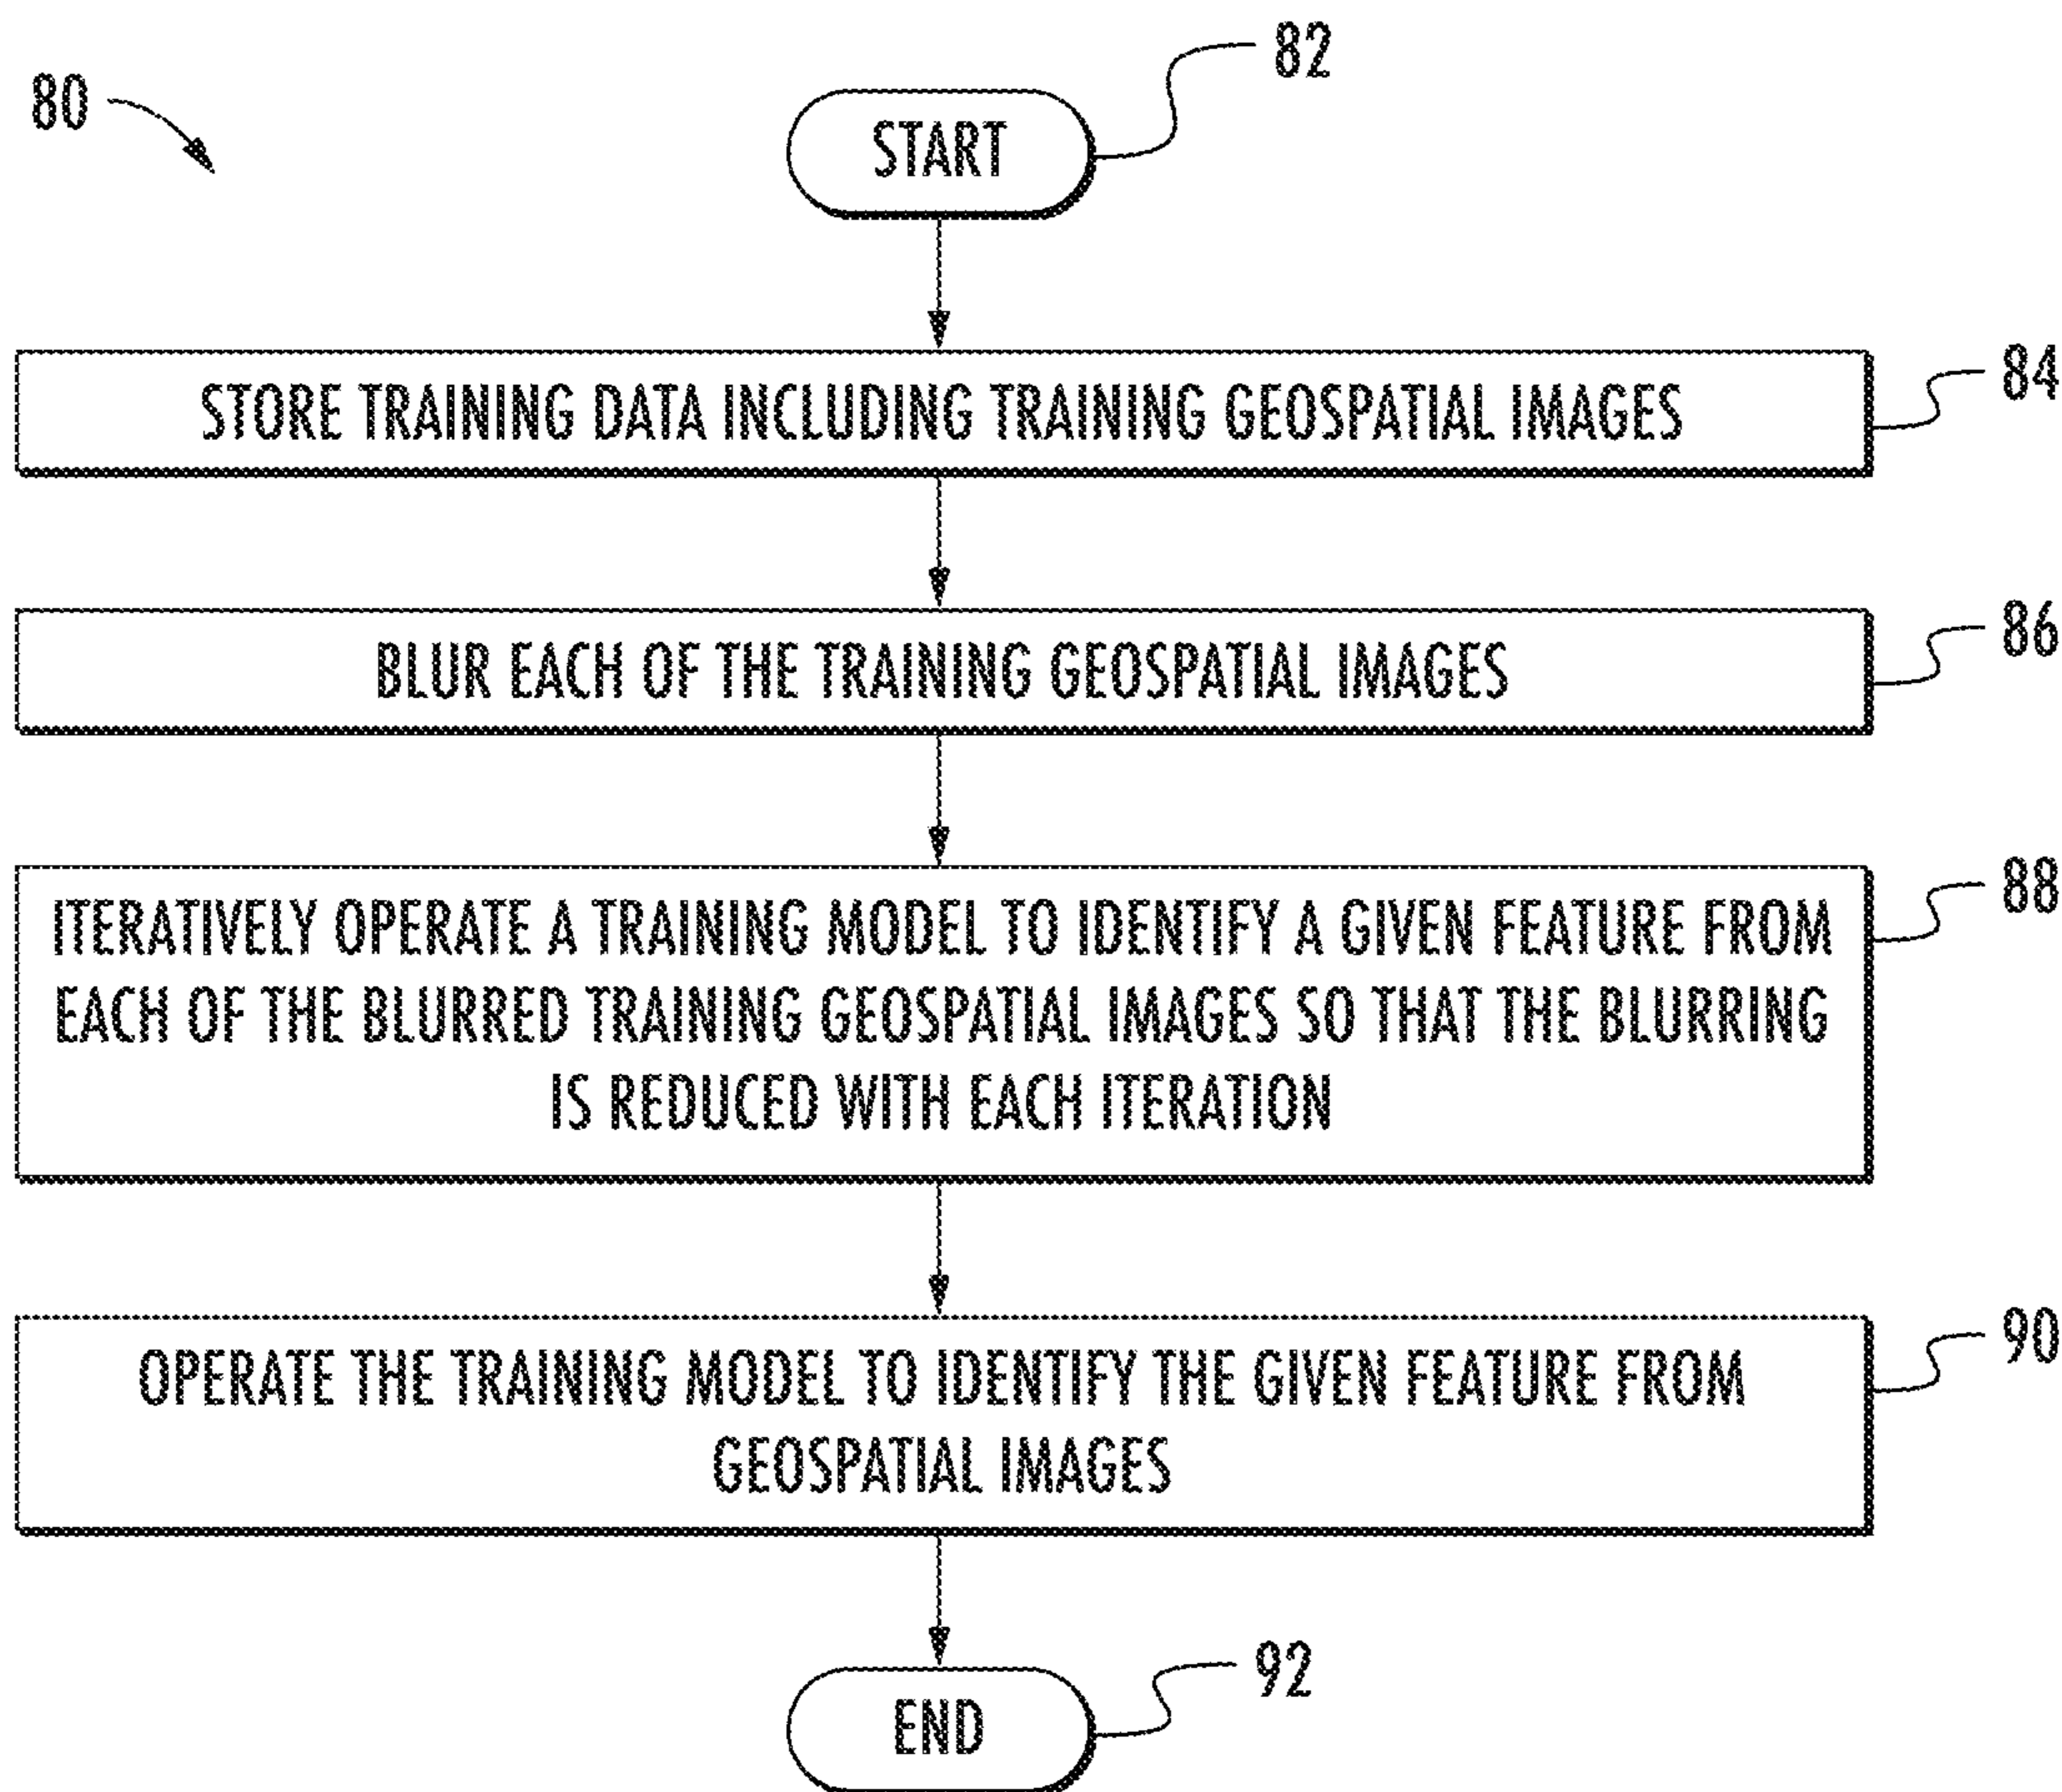 80
82
START
84
STORE TRAINING DATA INCLUDING TRAINING GEOSPATIAL IMAGES
86
BLUR EACH OF THE TRAINING GEOSPATIAL IMAGES
88
ITERATIVELY OPERATE A TRAINING MODEL TO IDENTIFY A GIVEN FEATURE FROM
EACH OF THE BLURRED TRAINING GEOSPATIAL IMAGES SO THAT THE BLURRING
IS REDUCED WITH EACH ITERATION
90
OPERATE THE TRAINING MODEL TO IDENTIFY THE GIVEN FEATURE FROM
GEOSPATIAL IMAGES
92
END